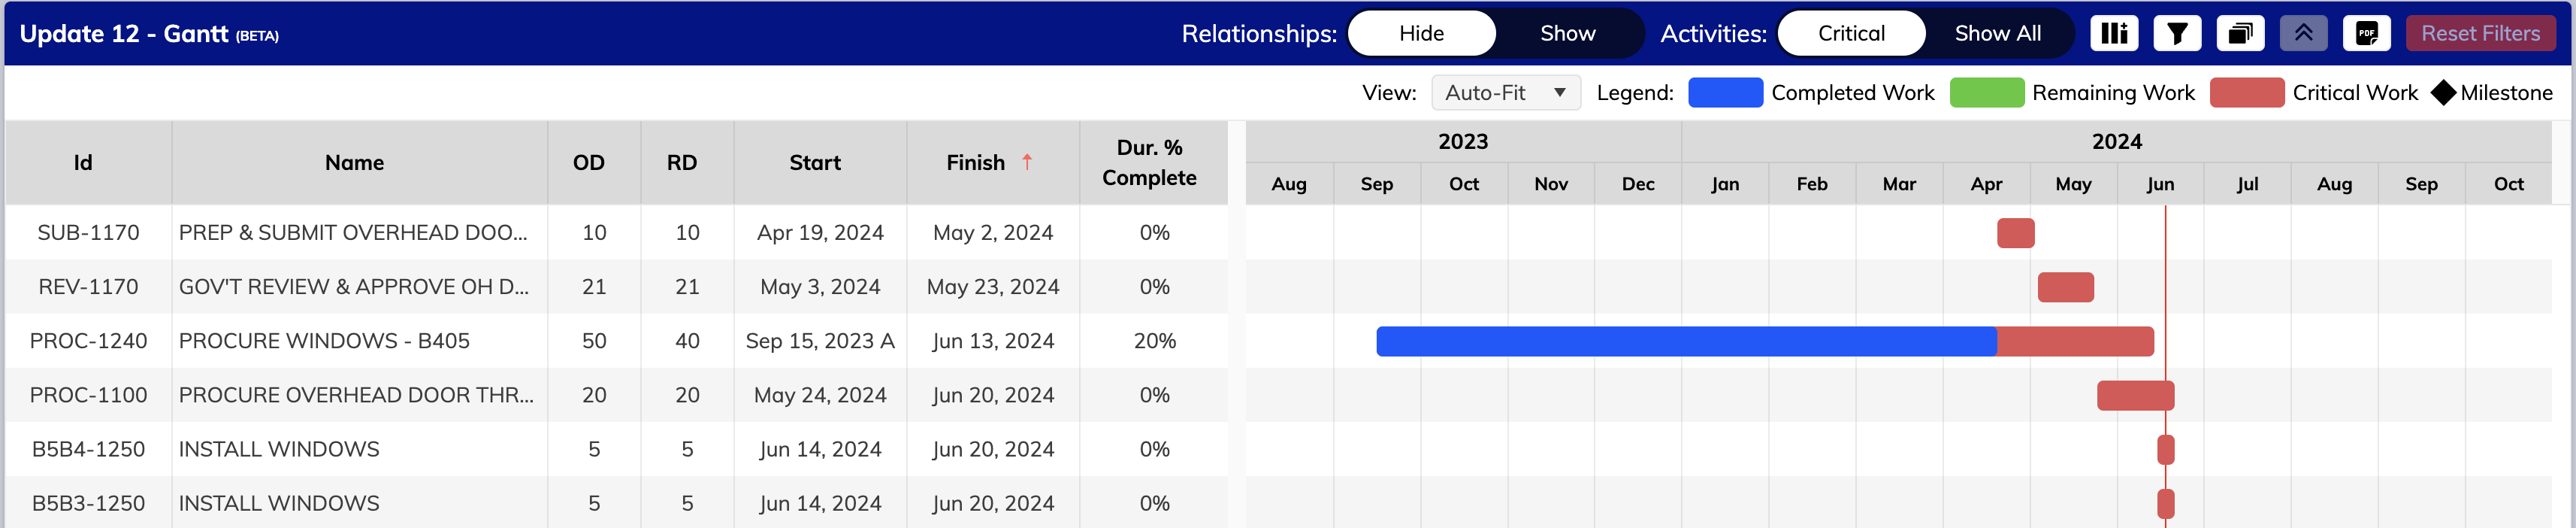 Update 12 - Gantt (BETA) Relationships: Hide Show Activities: Critical Show All PDF Reset Filters
View: Auto-Fit Legend: Completed Work Remaining Work Critical Work Milestone
Id Name OD RD Start Finish ↑ Dur. % Complete 2023 2024
Aug Sep Oct Nov Dec Jan Feb Mar Apr May Jun Jul Aug Sep Oct
SUB-1170 PREP & SUBMIT OVERHEAD DOO... 10 10 Apr 19, 2024 May 2, 2024 0%
REV-1170 GOV'T REVIEW & APPROVE OH D... 21 21 May 3, 2024 May 23, 2024 0%
PROC-1240 PROCURE WINDOWS - B405 50 40 Sep 15, 2023 A Jun 13, 2024 20%
PROC-1100 PROCURE OVERHEAD DOOR THR... 20 20 May 24, 2024 Jun 20, 2024 0%
B5B4-1250 INSTALL WINDOWS 5 5 Jun 14, 2024 Jun 20, 2024 0%
B5B3-1250 INSTALL WINDOWS 5 5 Jun 14, 2024 Jun 20, 2024 0%